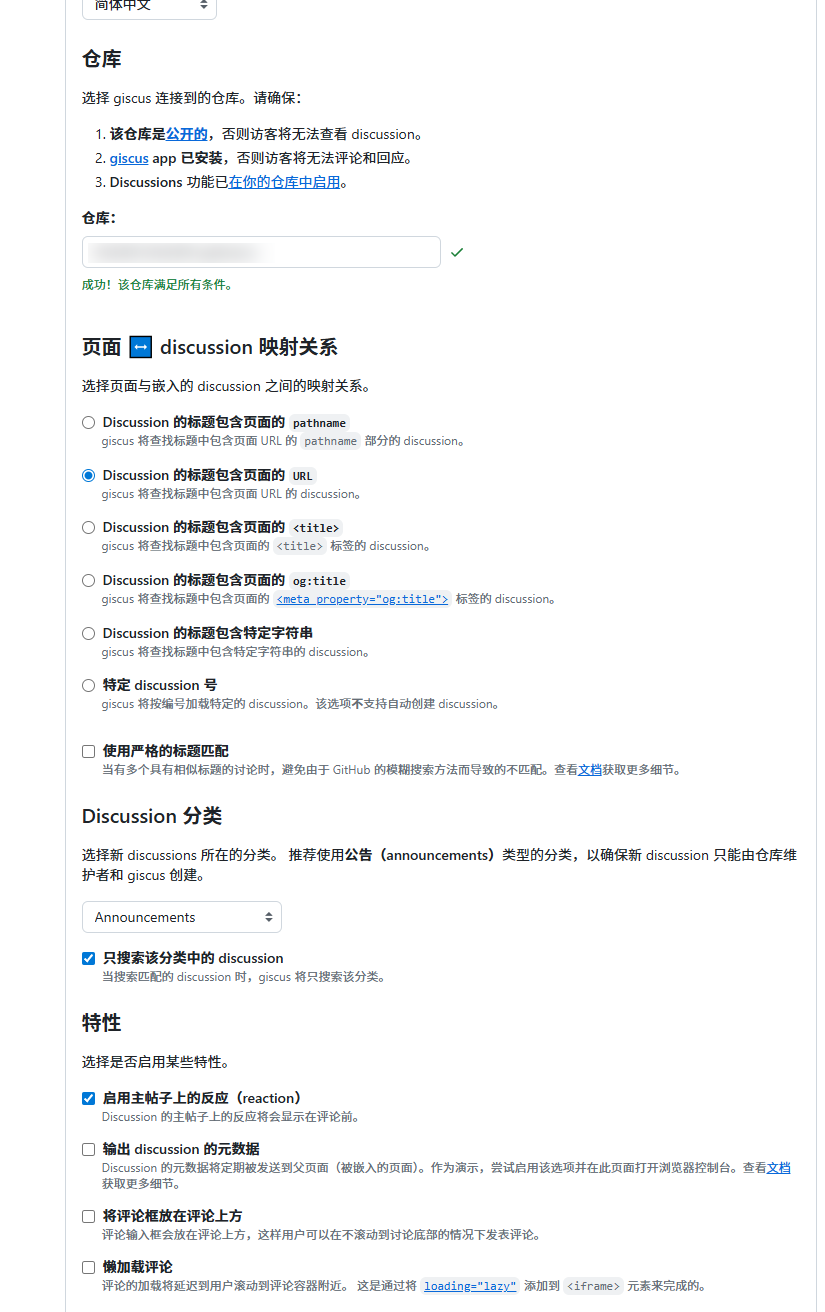 简体中文
仓库
选择 giscus 连接到的仓库。请确保：
1. 该仓库是公开的，否则访客将无法查看 discussion。
2. giscus app 已安装，否则访客将无法评论和回应。
3. Discussions 功能已在你的仓库中启用。
仓库：
成功！该仓库满足所有条件。
页面 ↔ discussion 映射关系
选择页面与嵌入的 discussion 之间的映射关系。
Discussion 的标题包含页面的 pathname
giscus 将查找标题中包含页面 URL 的 pathname 部分的 discussion。
Discussion 的标题包含页面的 URL
giscus 将查找标题中包含页面 URL 的 discussion。
Discussion 的标题包含页面的 <title>
giscus 将查找标题中包含页面的 <title> 标签的 discussion。
Discussion 的标题包含页面的 og:title
giscus 将查找标题中包含页面的 <meta property="og:title"> 标签的 discussion。
Discussion 的标题包含特定字符串
giscus 将查找标题中包含特定字符串的 discussion。
特定 discussion 号
giscus 将按编号加载特定的 discussion。该选项不支持自动创建 discussion。
使用严格的标题匹配
当有多个具有相似标题的讨论时，避免由于 GitHub 的模糊搜索方法而导致的不匹配。查看文档获取更多细节。
Discussion 分类
选择新 discussions 所在的分类。 推荐使用公告（announcements）类型的分类，以确保新 discussion 只能由仓库维
护者和 giscus 创建。
Announcements
只搜索该分类中的 discussion
当搜索匹配的 discussion 时，giscus 将只搜索该分类。
特性
选择是否启用某些特性。
启用主帖子上的反应（reaction）
Discussion 的主帖子上的反应将会显示在评论前。
输出 discussion 的元数据
Discussion 的元数据将定期被发送到父页面（被嵌入的页面）。作为演示，尝试启用该选项并在此页面打开浏览器控制台。查看文档
获取更多细节。
将评论框放在评论上方
评论输入框会放在评论上方，这样用户可以在不滚动到讨论底部的情况下发表评论。
懒加载评论
评论的加载将延迟到用户滚动到评论容器附近。 这是通过将 loading="lazy" 添加到 <iframe> 元素来完成的。